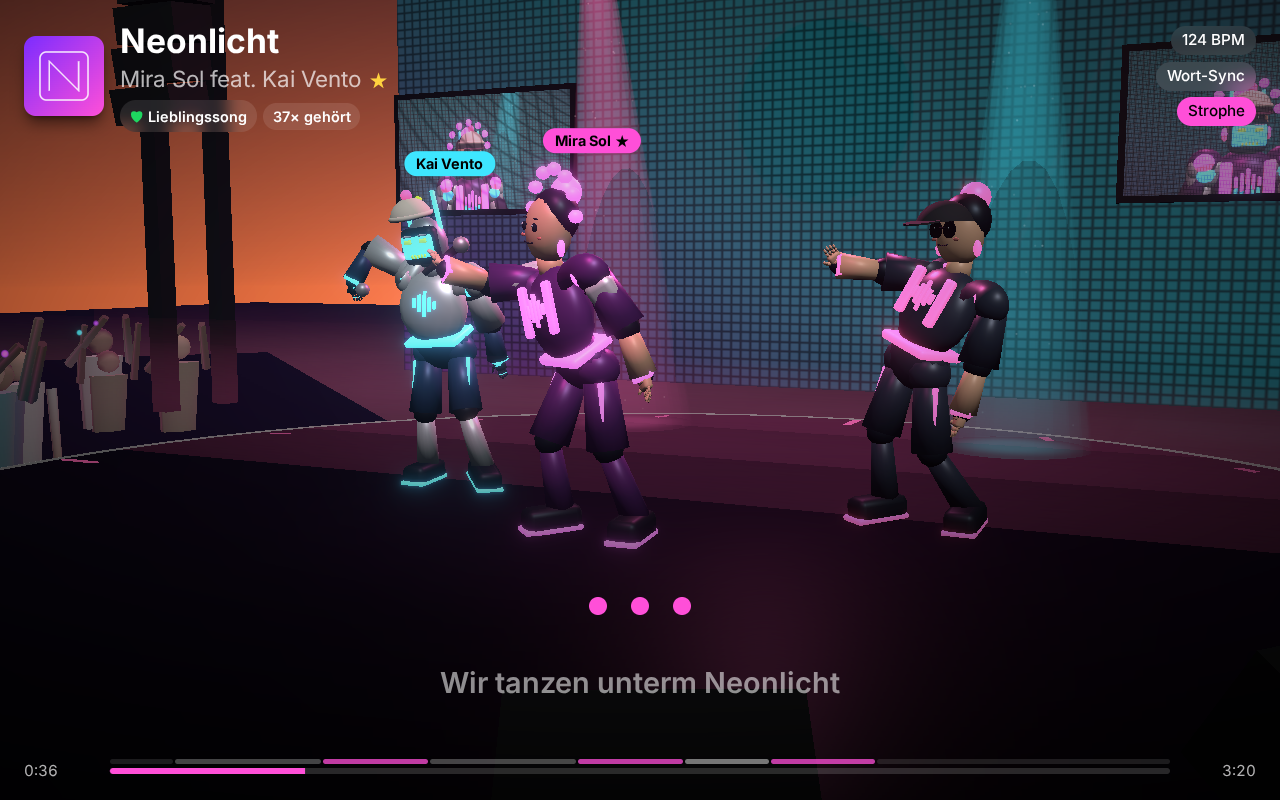 Neonlicht
Mira Sol feat. Kai Vento ★
Lieblingssong
37× gehört
124 BPM
Wort-Sync
Strophe
Mira Sol ★
Kai Vento
Wir tanzen unterm Neonlicht
0:36
3:20